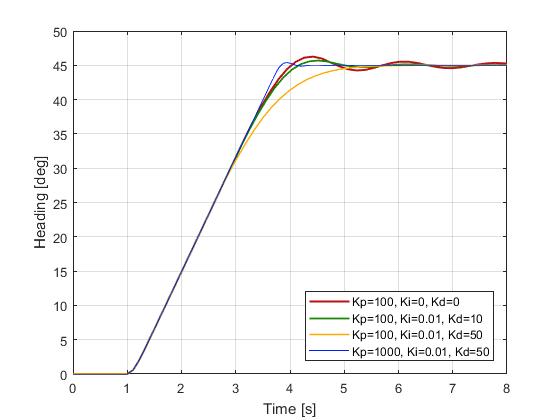 50
45
40
35
30
25
20
15
10
5
0
Heading [deg]
Kp=100, Ki=0, Kd=0
Kp=100, Ki=0.01, Kd=10
Kp=100, Ki=0.01, Kd=50
Kp=1000, Ki=0.01, Kd=50
0 1 2 3 4 5 6 7 8
Time [s]